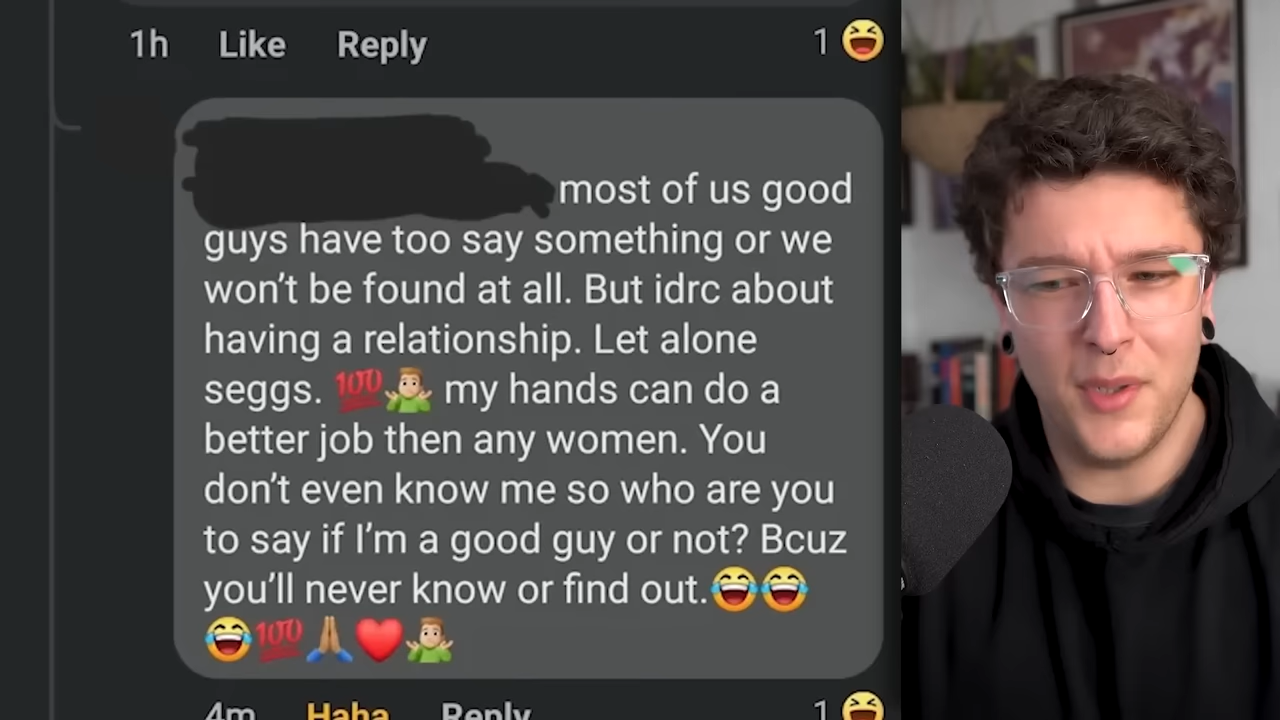 1h Like Reply 1
most of us good
guys have too say something or we
won't be found at all. But idrc about
having a relationship. Let alone
seggs. 💯🤷🏼‍♂️ my hands can do a
better job then any women. You
don't even know me so who are you
to say if I'm a good guy or not? Bcuz
you'll never know or find out.😂😂
😂💯🙏🏽❤️🤷🏼‍♂️
4m Haha Reply 1